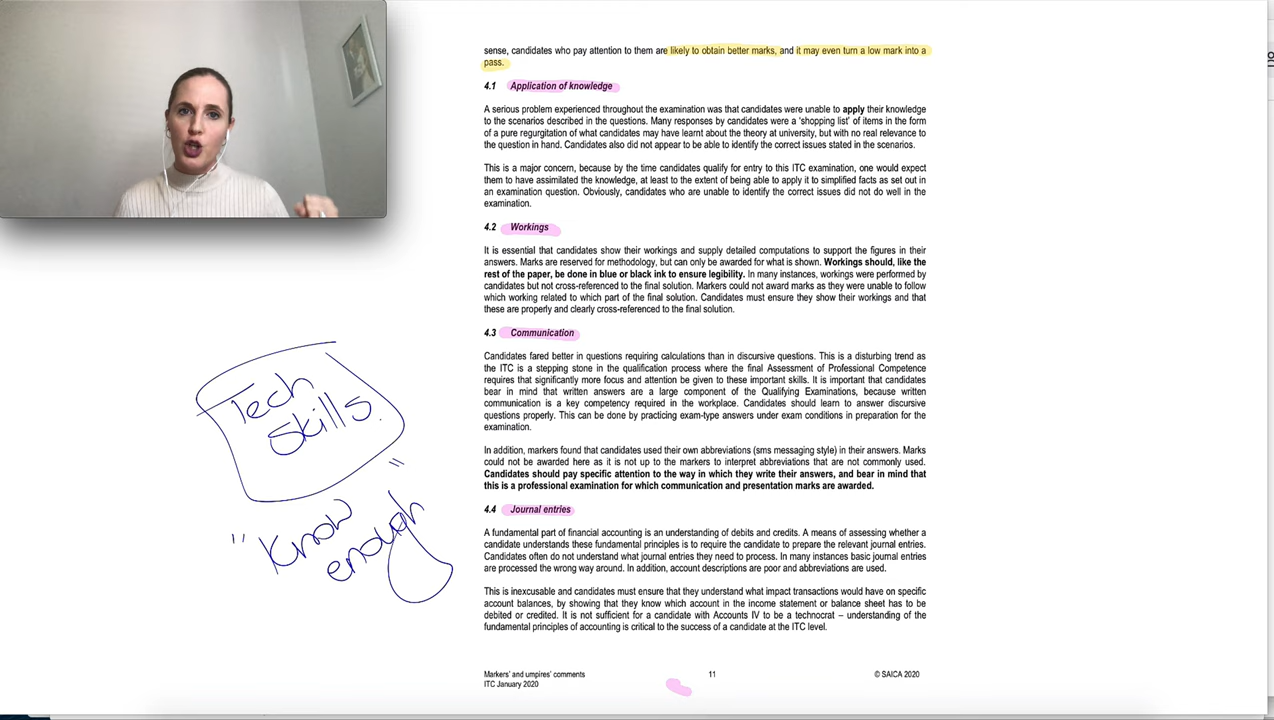 sense, candidates who pay attention to them are likely to obtain better marks, and it may even turn a low mark into a
pass.
4.1 Application of knowledge
A serious problem experienced throughout the examination was that candidates were unable to apply their knowledge
to the scenarios described in the questions. Many responses by candidates were a 'shopping list' of items in the form
of a pure regurgitation of what candidates may have learnt about the theory at university, but with no real relevance to
the question in hand. Candidates also did not appear to be able to identify the correct issues stated in the scenarios.
This is a major concern, because by the time candidates qualify for entry to this ITC examination, one would expect
them to have assimilated the knowledge, at least to the extent of being able to apply it to simplified facts as set out in
an examination question. Obviously, candidates who are unable to identify the correct issues did not do well in the
examination.
4.2 Workings
It is essential that candidates show their workings and supply detailed computations to support the figures in their
answers. Marks are reserved for methodology, but can only be awarded for what is shown. Workings should, like the
rest of the paper, be done in blue or black ink to ensure legibility. In many instances, workings were performed by
candidates but not cross-referenced to the final solution. Markers could not award marks as they were unable to follow
which working related to which part of the final solution. Candidates must ensure they show their workings and that
these are properly and clearly cross-referenced to the final solution.
4.3 Communication
Candidates fared better in questions requiring calculations than in discursive questions. This is a disturbing trend as
the ITC is a stepping stone in the qualification process where the final Assessment of Professional Competence
requires that significantly more focus and attention be given to these important skills. It is important that candidates
bear in mind that written answers are a large component of the Qualifying Examinations, because written
communication is a key competency required in the workplace. Candidates should learn to answer discursive
questions properly. This can be done by practicing exam-type answers under exam conditions in preparation for the
examination.
In addition, markers found that candidates used their own abbreviations (sms messaging style) in their answers. Marks
could not be awarded here as it is not up to the markers to interpret abbreviations that are not commonly used.
Candidates should pay specific attention to the way in which they write their answers, and bear in mind that
this is a professional examination for which communication and presentation marks are awarded.
4.4 Journal entries
A fundamental part of financial accounting is an understanding of debits and credits. A means of assessing whether a
candidate understands these fundamental principles is to require the candidate to prepare the relevant journal entries.
Candidates often do not understand what journal entries they need to process. In many instances basic journal entries
are processed the wrong way around. In addition, account descriptions are poor and abbreviations are used.
This is inexcusable and candidates must ensure that they understand what impact transactions would have on specific
account balances, by showing that they know which account in the income statement or balance sheet has to be
debited or credited. It is not sufficient for a candidate with Accounts IV to be a technocrat – understanding of the
fundamental principles of accounting is critical to the success of a candidate at the ITC level.
Markers' and umpires' comments 11 © SAICA 2020
ITC January 2020
Tech
Skills.
"Know
enough"